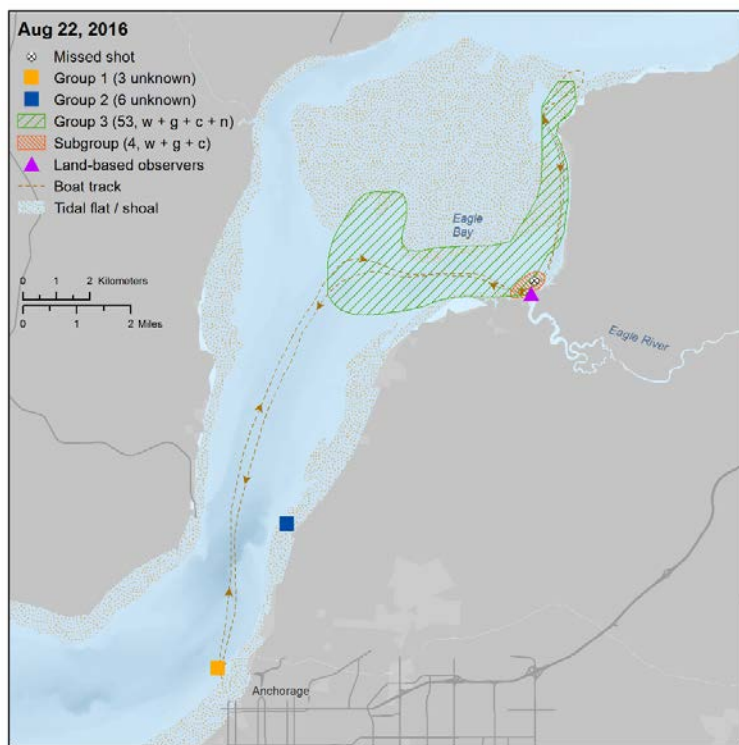 Aug 22, 2016
Missed shot
Group 1 (3 unknown)
Group 2 (6 unknown)
Group 3 (53, w + g + c + n)
Subgroup (4, w + g + c)
Land-based observers
Boat track
Tidal flat / shoal
0 1 2 Kilometers
0 1 2 Miles
Eagle
Bay
Eagle River
Anchorage